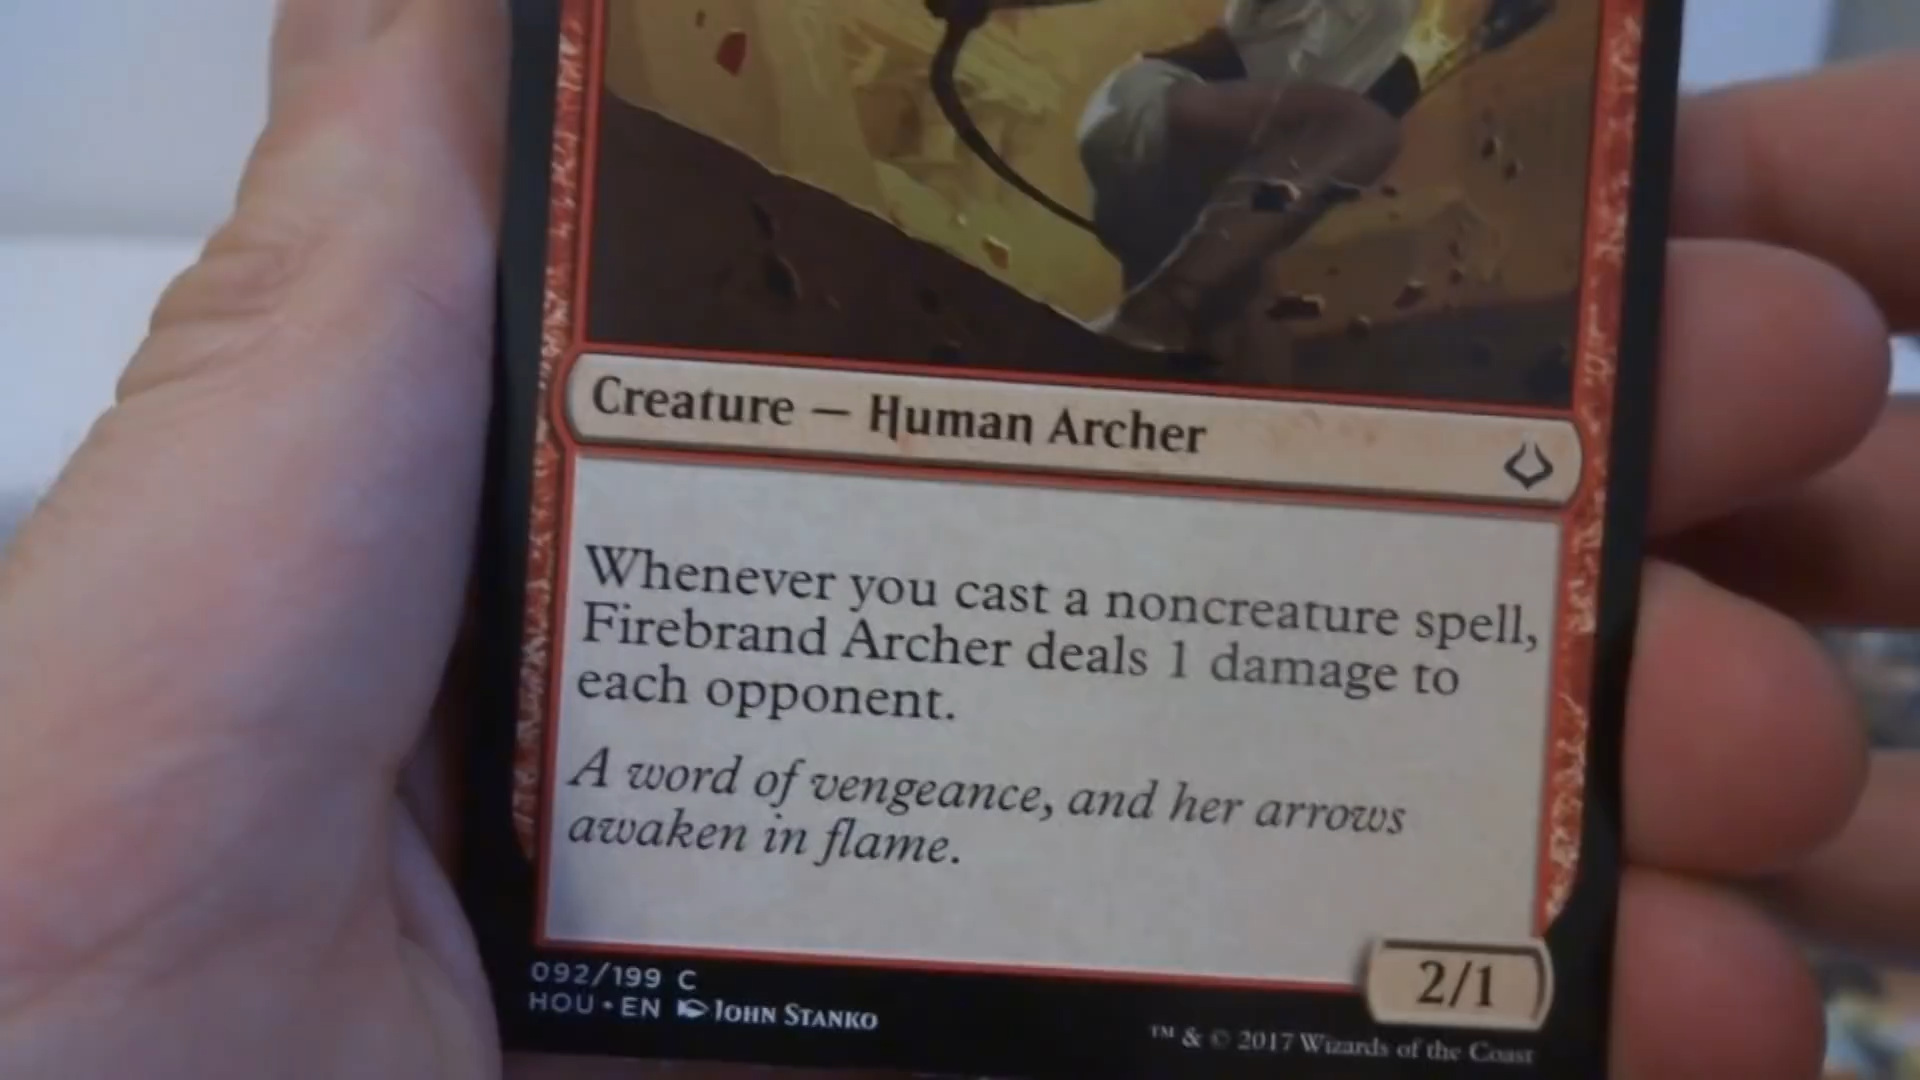 Creature — Human Archer
Whenever you cast a noncreature spell,
Firebrand Archer deals 1 damage to
each opponent.
A word of vengeance, and her arrows
awaken in flame.
2/1
092/199 C
HOU • EN John Stanko
™ & © 2017 Wizards of the Coast